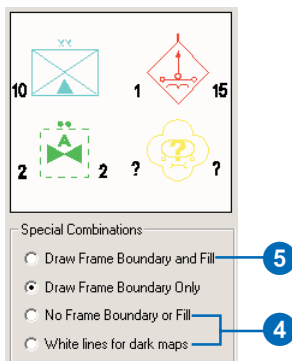 XX
10
1
15
A
2
2
?
?
?
Special Combinations
Draw Frame Boundary and Fill
5
Draw Frame Boundary Only
No Frame Boundary or Fill
4
White lines for dark maps